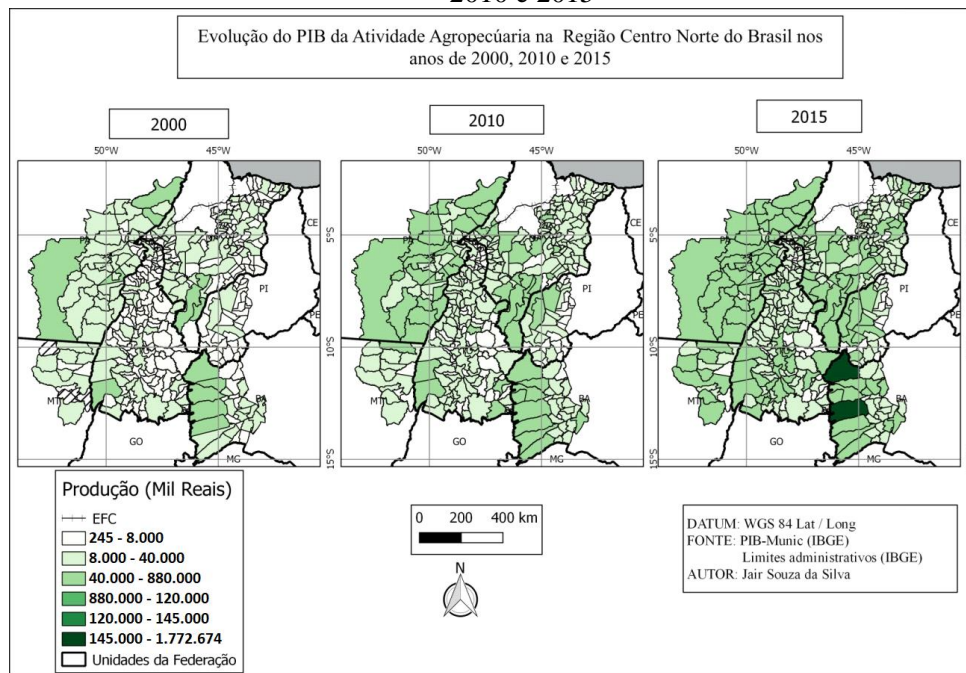 2010 e 2015
Evolução do PIB da Atividade Agropecúaria na Região Centro Norte do Brasil nos
anos de 2000, 2010 e 2015
2000
2010
2015
50°W
45°W
50°W
45°W
50°W
45°W
5°S
10°S
15°S
CE
PI
PE
BA
MT
GO
MG
5°S
10°S
15°S
CE
PI
PE
BA
MT
GO
MG
5°S
10°S
15°S
CE
PI
PE
BA
MT
GO
MG
Produção (Mil Reais)
EFC
245 - 8.000
8.000 - 40.000
40.000 - 880.000
880.000 - 120.000
120.000 - 145.000
145.000 - 1.772.674
Unidades da Federação
0 200 400 km
N
DATUM: WGS 84 Lat / Long
FONTE: PIB-Munic (IBGE)
Limites administrativos (IBGE)
AUTOR: Jair Souza da Silva